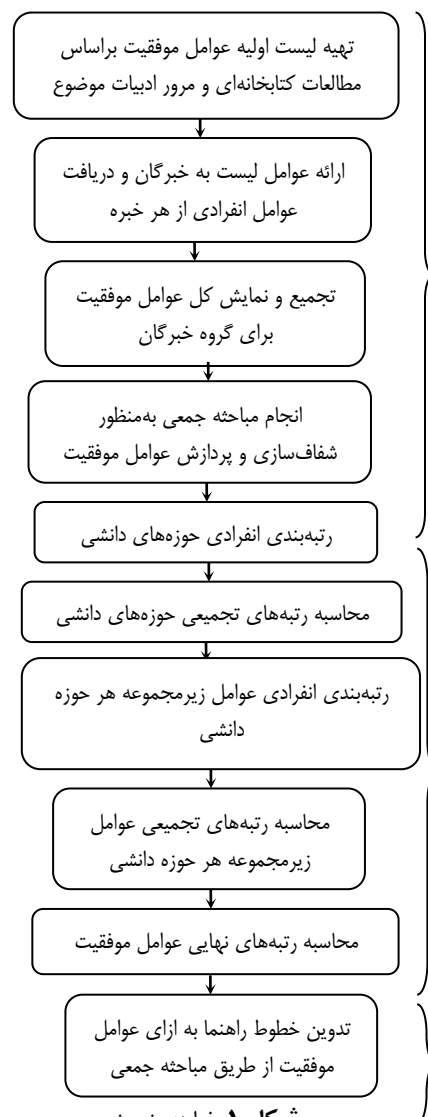 تهیه لیست اولیه عوامل موفقیت براساس
مطالعات کتابخانه‌ای و مرور ادبیات موضوع
ارائه عوامل لیست به خبرگان و دریافت
عوامل انفرادی از هر خبره
تجمیع و نمایش کل عوامل موفقیت
برای گروه خبرگان
انجام مباحثه جمعی به‌منظور
شفاف‌سازی و پردازش عوامل موفقیت
رتبه‌بندی انفرادی حوزه‌های دانشی
محاسبه رتبه‌های تجمیعی حوزه‌های دانشی
رتبه‌بندی انفرادی عوامل زیرمجموعه هر حوزه
دانشی
محاسبه رتبه‌های تجمیعی عوامل
زیرمجموعه هر حوزه دانشی
محاسبه رتبه‌های نهایی عوامل موفقیت
تدوین خطوط راهنما به ازای عوامل
موفقیت از طریق مباحثه جمعی
شکل ۱